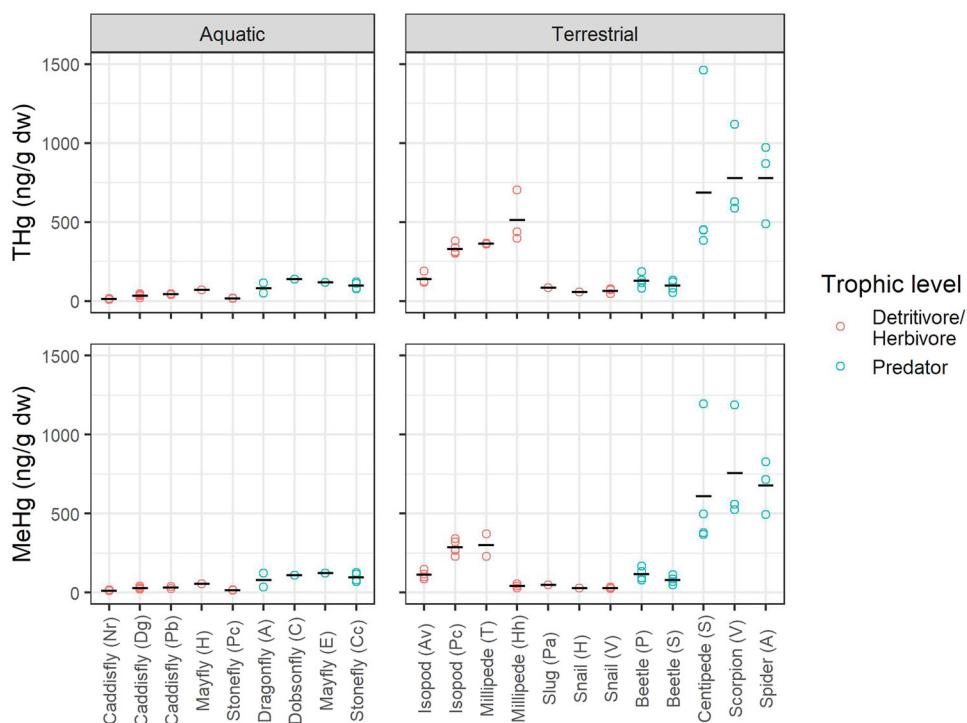 Aquatic
Terrestrial
THg (ng/g dw)
1500
1000
500
0
MeHg (ng/g dw)
1500
1000
500
0
Caddisfly (Nr)
Caddisfly (Dg)
Caddisfly (Pb)
Mayfly (H)
Stonefly (Pc)
Dragonfly (A)
Dobsonfly (C)
Mayfly (E)
Stonefly (Cc)
Isopod (Av)
Isopod (Pc)
Millipede (T)
Millipede (Hh)
Slug (Pa)
Snail (H)
Snail (V)
Beetle (P)
Beetle (S)
Centipede (S)
Scorpion (V)
Spider (A)
Trophic level
Detritivore/
Herbivore
Predator